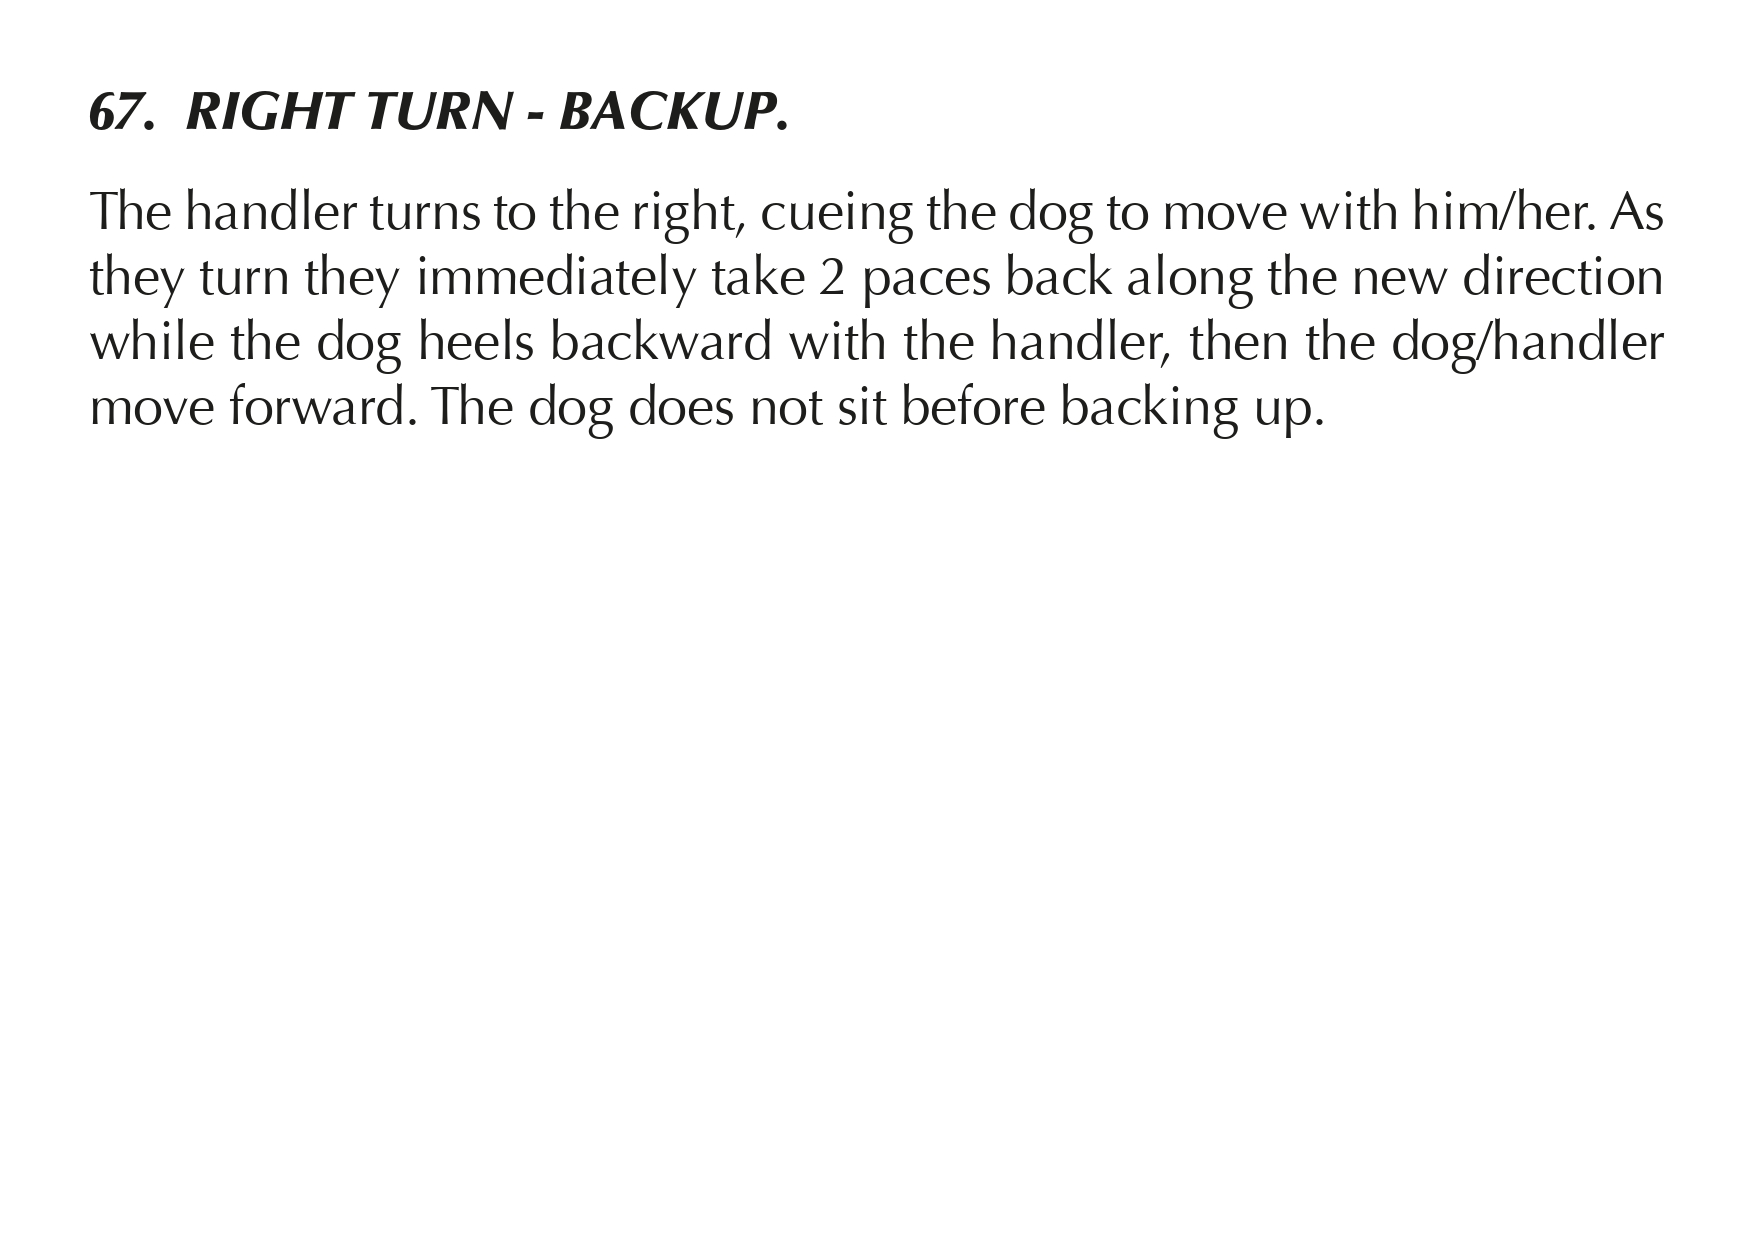 67. RIGHT TURN - BACKUP.
The handler turns to the right, cueing the dog to move with him/her. As
they turn they immediately take 2 paces back along the new direction
while the dog heels backward with the handler, then the dog/handler
move forward. The dog does not sit before backing up.